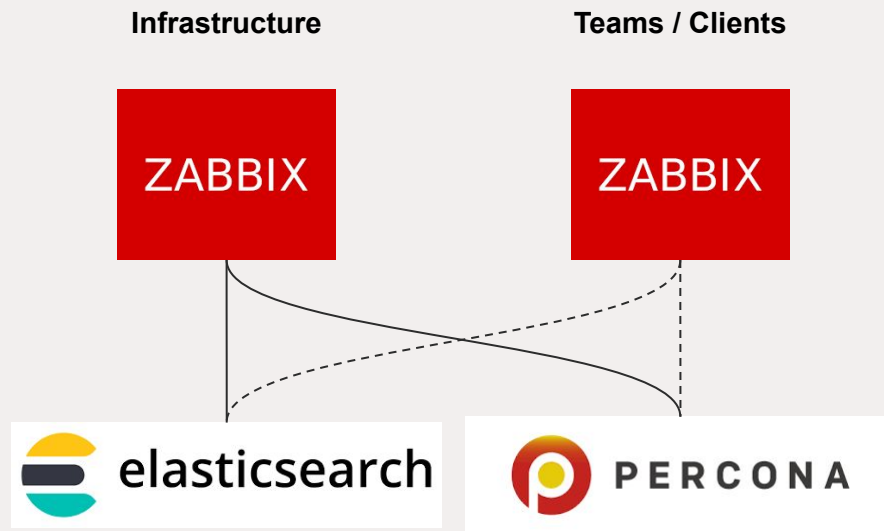 Infrastructure
Teams / Clients
ZABBIX
ZABBIX
elasticsearch
PERCONA